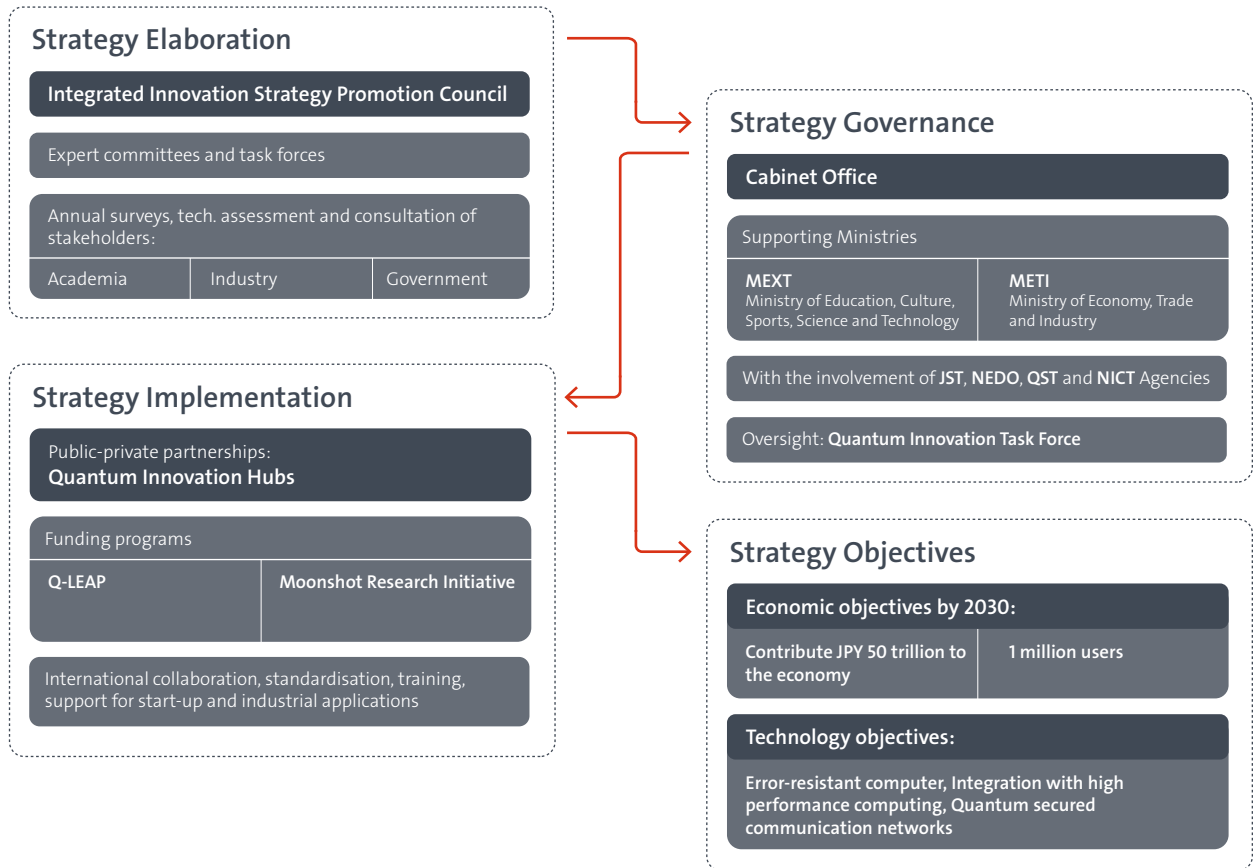 Strategy Elaboration
Integrated Innovation Strategy Promotion Council
Expert committees and task forces
Annual surveys, tech. assessment and consultation of
stakeholders:
Academia
Industry
Government
Strategy Governance
Cabinet Office
Supporting Ministries
MEXT
Ministry of Education, Culture,
Sports, Science and Technology
METI
Ministry of Economy, Trade
and Industry
With the involvement of JST, NEDO, QST and NICT Agencies
Oversight: Quantum Innovation Task Force
Strategy Implementation
Public-private partnerships:
Quantum Innovation Hubs
Funding programs
Q-LEAP
Moonshot Research Initiative
International collaboration, standardisation, training,
support for start-up and industrial applications
Strategy Objectives
Economic objectives by 2030:
Contribute JPY 50 trillion to
the economy
1 million users
Technology objectives:
Error-resistant computer, Integration with high
performance computing, Quantum secured
communication networks